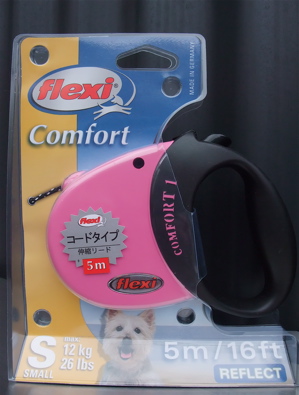 flexi
MADE IN GERMANY
Comfort
COMFORT 1
flexi
コードタイプ
伸縮リード
5m
flexi
S
SMALL
max.
12 kg
26 lbs
5m/16ft
REFLECT